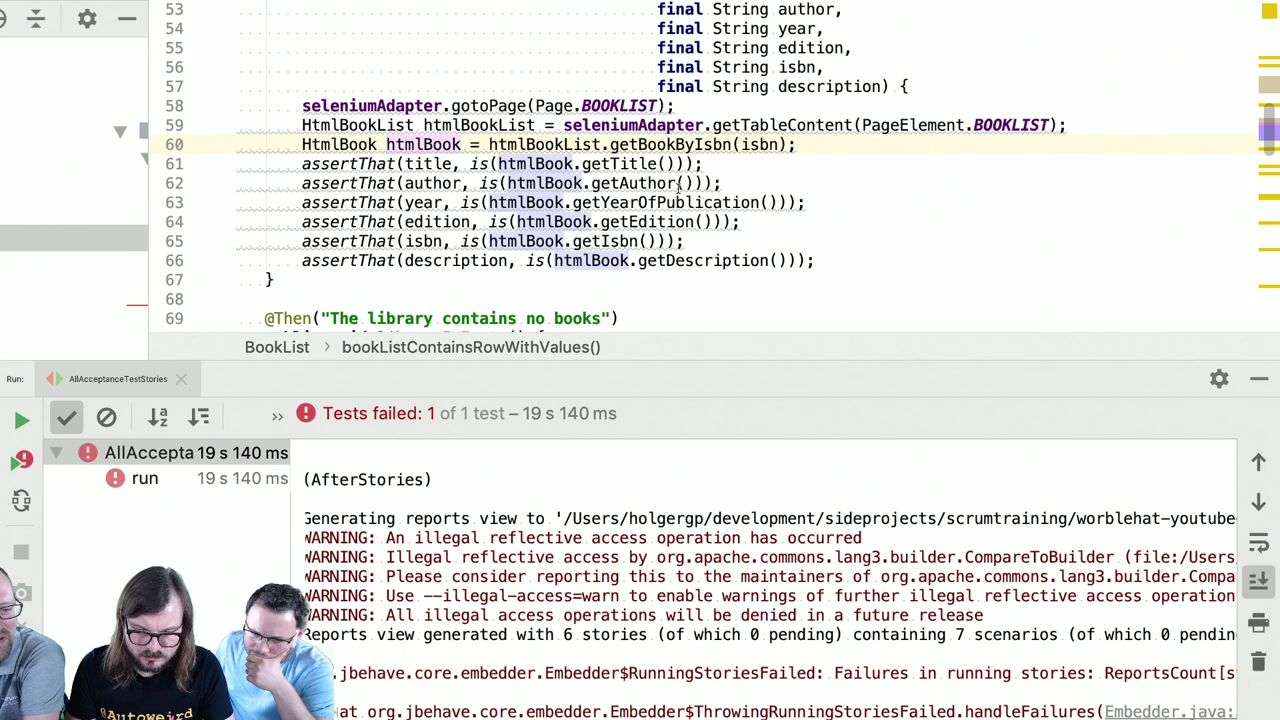 53 final String author,
54 final String year,
55 final String edition,
56 final String isbn,
57 final String description) {
58 seleniumAdapter.gotoPage(Page.BOOKLIST);
59 HtmlBookList htmlBookList = seleniumAdapter.getTableContent(PageElement.BOOKLIST);
60 HtmlBook htmlBook = htmlBookList.getBookByIsbn(isbn);
61 assertThat(title, is(htmlBook.getTitle()));
62 assertThat(author, is(htmlBook.getAuthor()));
63 assertThat(year, is(htmlBook.getYearOfPublication()));
64 assertThat(edition, is(htmlBook.getEdition()));
65 assertThat(isbn, is(htmlBook.getIsbn()));
66 assertThat(description, is(htmlBook.getDescription()));
67 }
68
69 @Then("The library contains no books")
BookList > bookListContainsRowWithValues()
Run: AllAcceptanceTestStories
>> Tests failed: 1 of 1 test – 19 s 140 ms
AllAccepta 19 s 140 ms
run 19 s 140 ms
(AfterStories)
Generating reports view to '/Users/holgergp/development/sideprojects/scrumtraining/worblehat-youtube-
WARNING: An illegal reflective access operation has occurred
WARNING: Illegal reflective access by org.apache.commons.lang3.builder.CompareToBuilder (file:/Users
WARNING: Please consider reporting this to the maintainers of org.apache.commons.lang3.builder.Compa
WARNING: Use --illegal-access=warn to enable warnings of further illegal reflective access operation
WARNING: All illegal access operations will be denied in a future release
Reports view generated with 6 stories (of which 0 pending) containing 7 scenarios (of which 0 pendin
.jbehave.core.embedder.Embedder$RunningStoriesFailed: Failures in running stories: ReportsCount[s
at org.jbehave.core.embedder.Embedder$ThrowingRunningStoriesFailed.handleFailures(Embedder.java:
@Autoweird